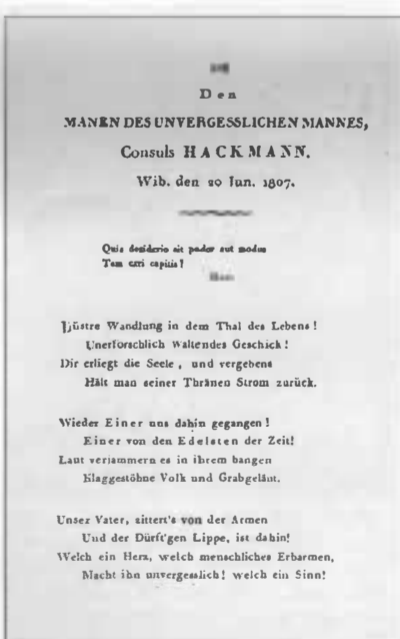 Den
MANEN DES UNVERGESSLICHEN MANNES,
Consuls HACKMANN.
Wib. den 20 Jun. 1807.
Quis desiderio sit pudor aut modus
Tam cari capitis!
Düstre Wandlung in dem Thal des Lebens!
Unerforschlich waltendes Geschick!
Dir erliegt die Seele, und vergebens
Hält man seiner Thränen Strom zurück.
Wieder Einer uns dahin gegangen!
Einer von den Edelsten der Zeit!
Laut verjammern es in ihrem bangen
Klaggestöhne Volk und Grabgeläut.
Unser Vater, zittert's von der Armen
Und der Dürft'gen Lippe, ist dahin!
Welch ein Herz, welch menschliches Erbarmen,
Macht ihn unvergesslich! welch ein Sinn!